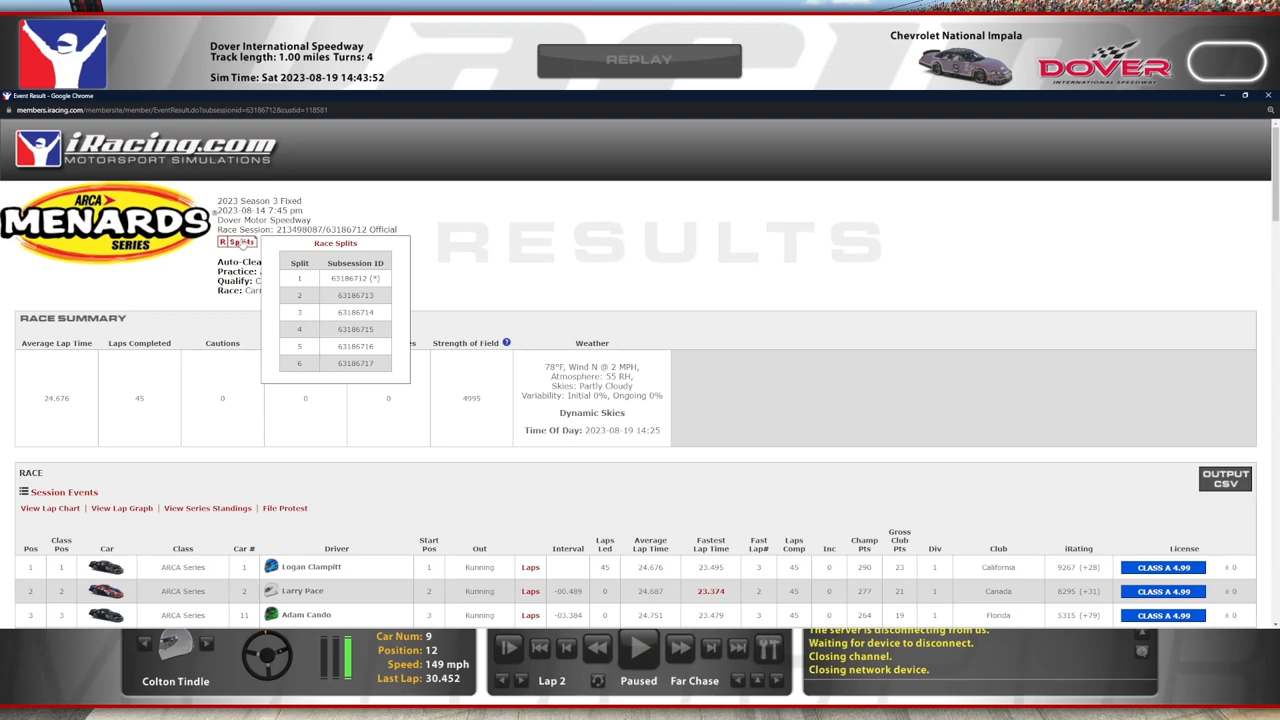 Dover International Speedway
Track length: 1.00 miles Turns: 4
Sim Time: Sat 2023-08-19 14:43:52
REPLAY
Chevrolet National Impala
DOVER
INTERNATIONAL SPEEDWAY
Event Result - Google Chrome
members.iracing.com/membersite/member/EventResult.do?subsessionid=63186712&custid=118581
iRacing.com
MOTORSPORT SIMULATIONS
ARCA
MENARDS
SERIES
2023 Season 3 Fixed
2023-08-14 7:45 pm
Dover Motor Speedway
Race Session: 213498087/63186712 Official
R Splits
Auto-Clea
Practice:
Qualify: C
Race: Car
RESULTS
Race Splits
Split Subsession ID
1 63186712 (*)
2 63186713
3 63186714
4 63186715
5 63186716
6 63186717
RACE SUMMARY
Average Lap Time Laps Completed Cautions Strength of Field ? Weather
24.676 45 0 0 0 4995
78°F, Wind N @ 2 MPH,
Atmosphere: 55 RH,
Skies: Partly Cloudy
Variability: Initial 0%, Ongoing 0%
Dynamic Skies
Time Of Day: 2023-08-19 14:25
RACE
OUTPUT
CSV
Session Events
View Lap Chart | View Lap Graph | View Series Standings | File Protest
Pos Class Pos Car Class Car # Driver Start Pos Out Interval Laps Led Average Lap Time Fastest Lap Time Fast Lap# Laps Comp Inc Champ Pts Gross Club Pts Div Club iRating License
1 1 ARCA Series 1 Logan Clampitt 1 Running Laps 45 24.676 23.495 3 45 0 290 23 1 California 9267 (+28) CLASS A 4.99 ± 0
2 2 ARCA Series 2 Larry Pace 2 Running Laps -00.489 0 24.687 23.374 2 45 0 277 21 1 Canada 8295 (+31) CLASS A 4.99 ± 0
3 3 ARCA Series 11 Adam Cando 3 Running Laps -03.384 0 24.751 23.479 3 45 0 264 19 1 Florida 5315 (+79) CLASS A 4.99 ± 0
Colton Tindle
Car Num: 9
Position: 12
Speed: 149 mph
Last Lap: 30.452
Lap 2 Paused Far Chase
The server is disconnecting from us.
Waiting for device to disconnect.
Closing channel.
Closing network device.